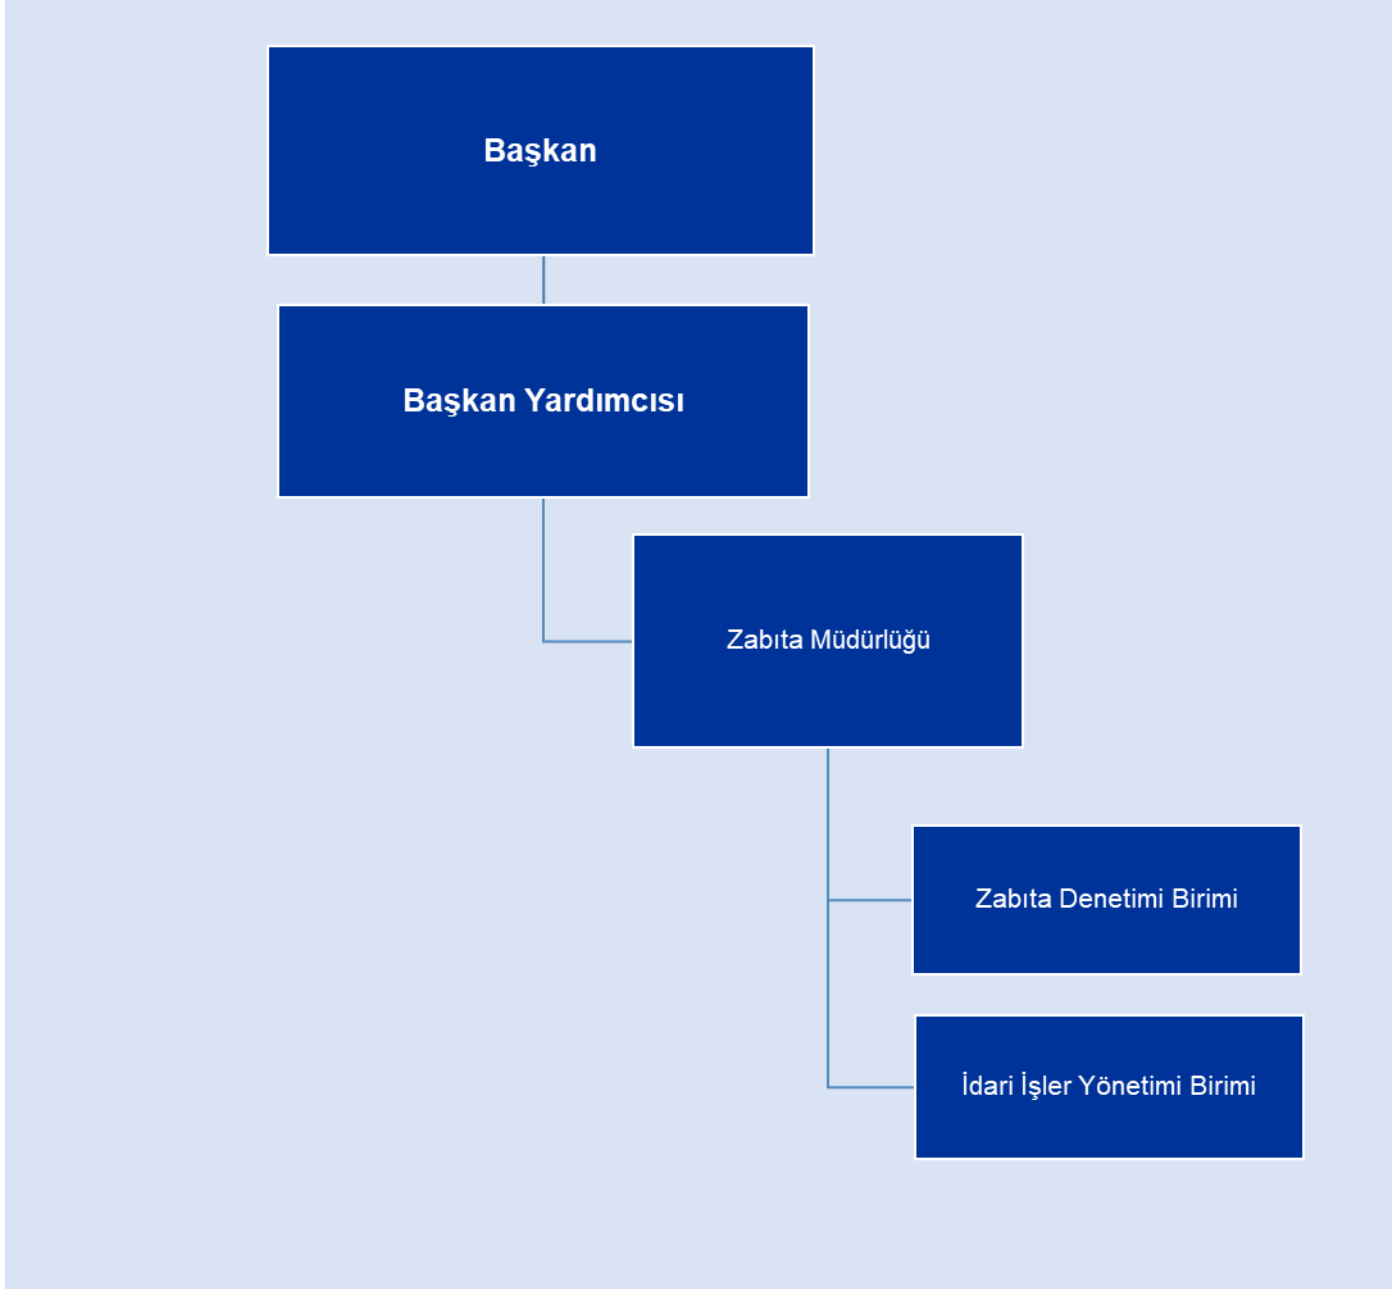 Başkan
Başkan Yardımcısı
Zabıta Müdürlüğü
Zabıta Denetimi Birimi
İdari İşler Yönetimi Birimi